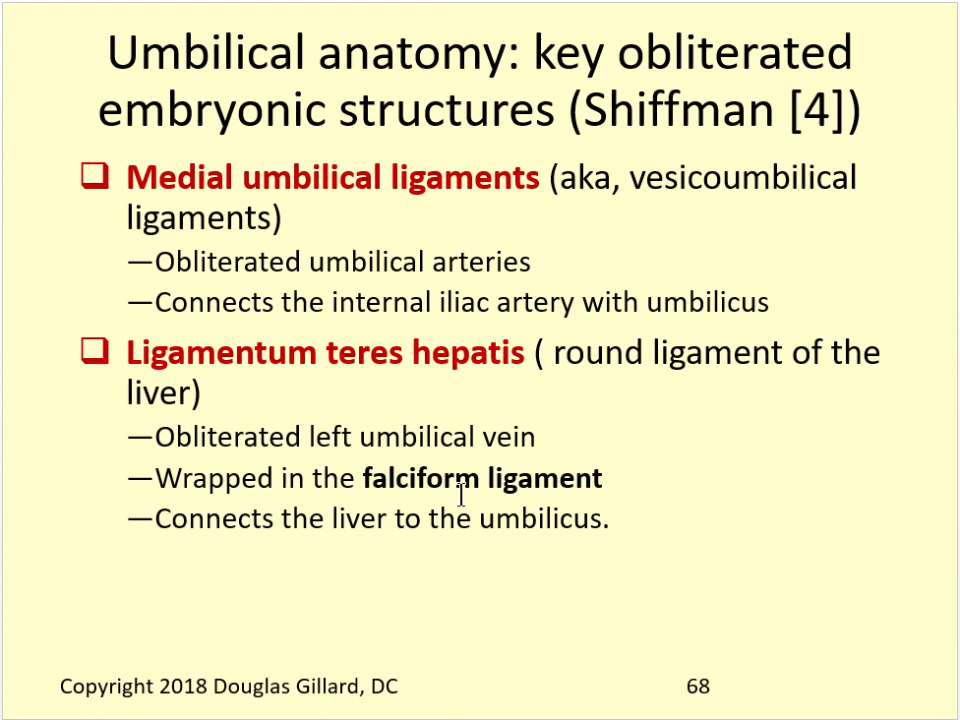 Umbilical anatomy: key obliterated
embryonic structures (Shiffman [4])
❑ Medial umbilical ligaments (aka, vesicoumbilical
ligaments)
—Obliterated umbilical arteries
—Connects the internal iliac artery with umbilicus
❑ Ligamentum teres hepatis ( round ligament of the
liver)
—Obliterated left umbilical vein
—Wrapped in the falciform ligament
—Connects the liver to the umbilicus.
Copyright 2018 Douglas Gillard, DC
68